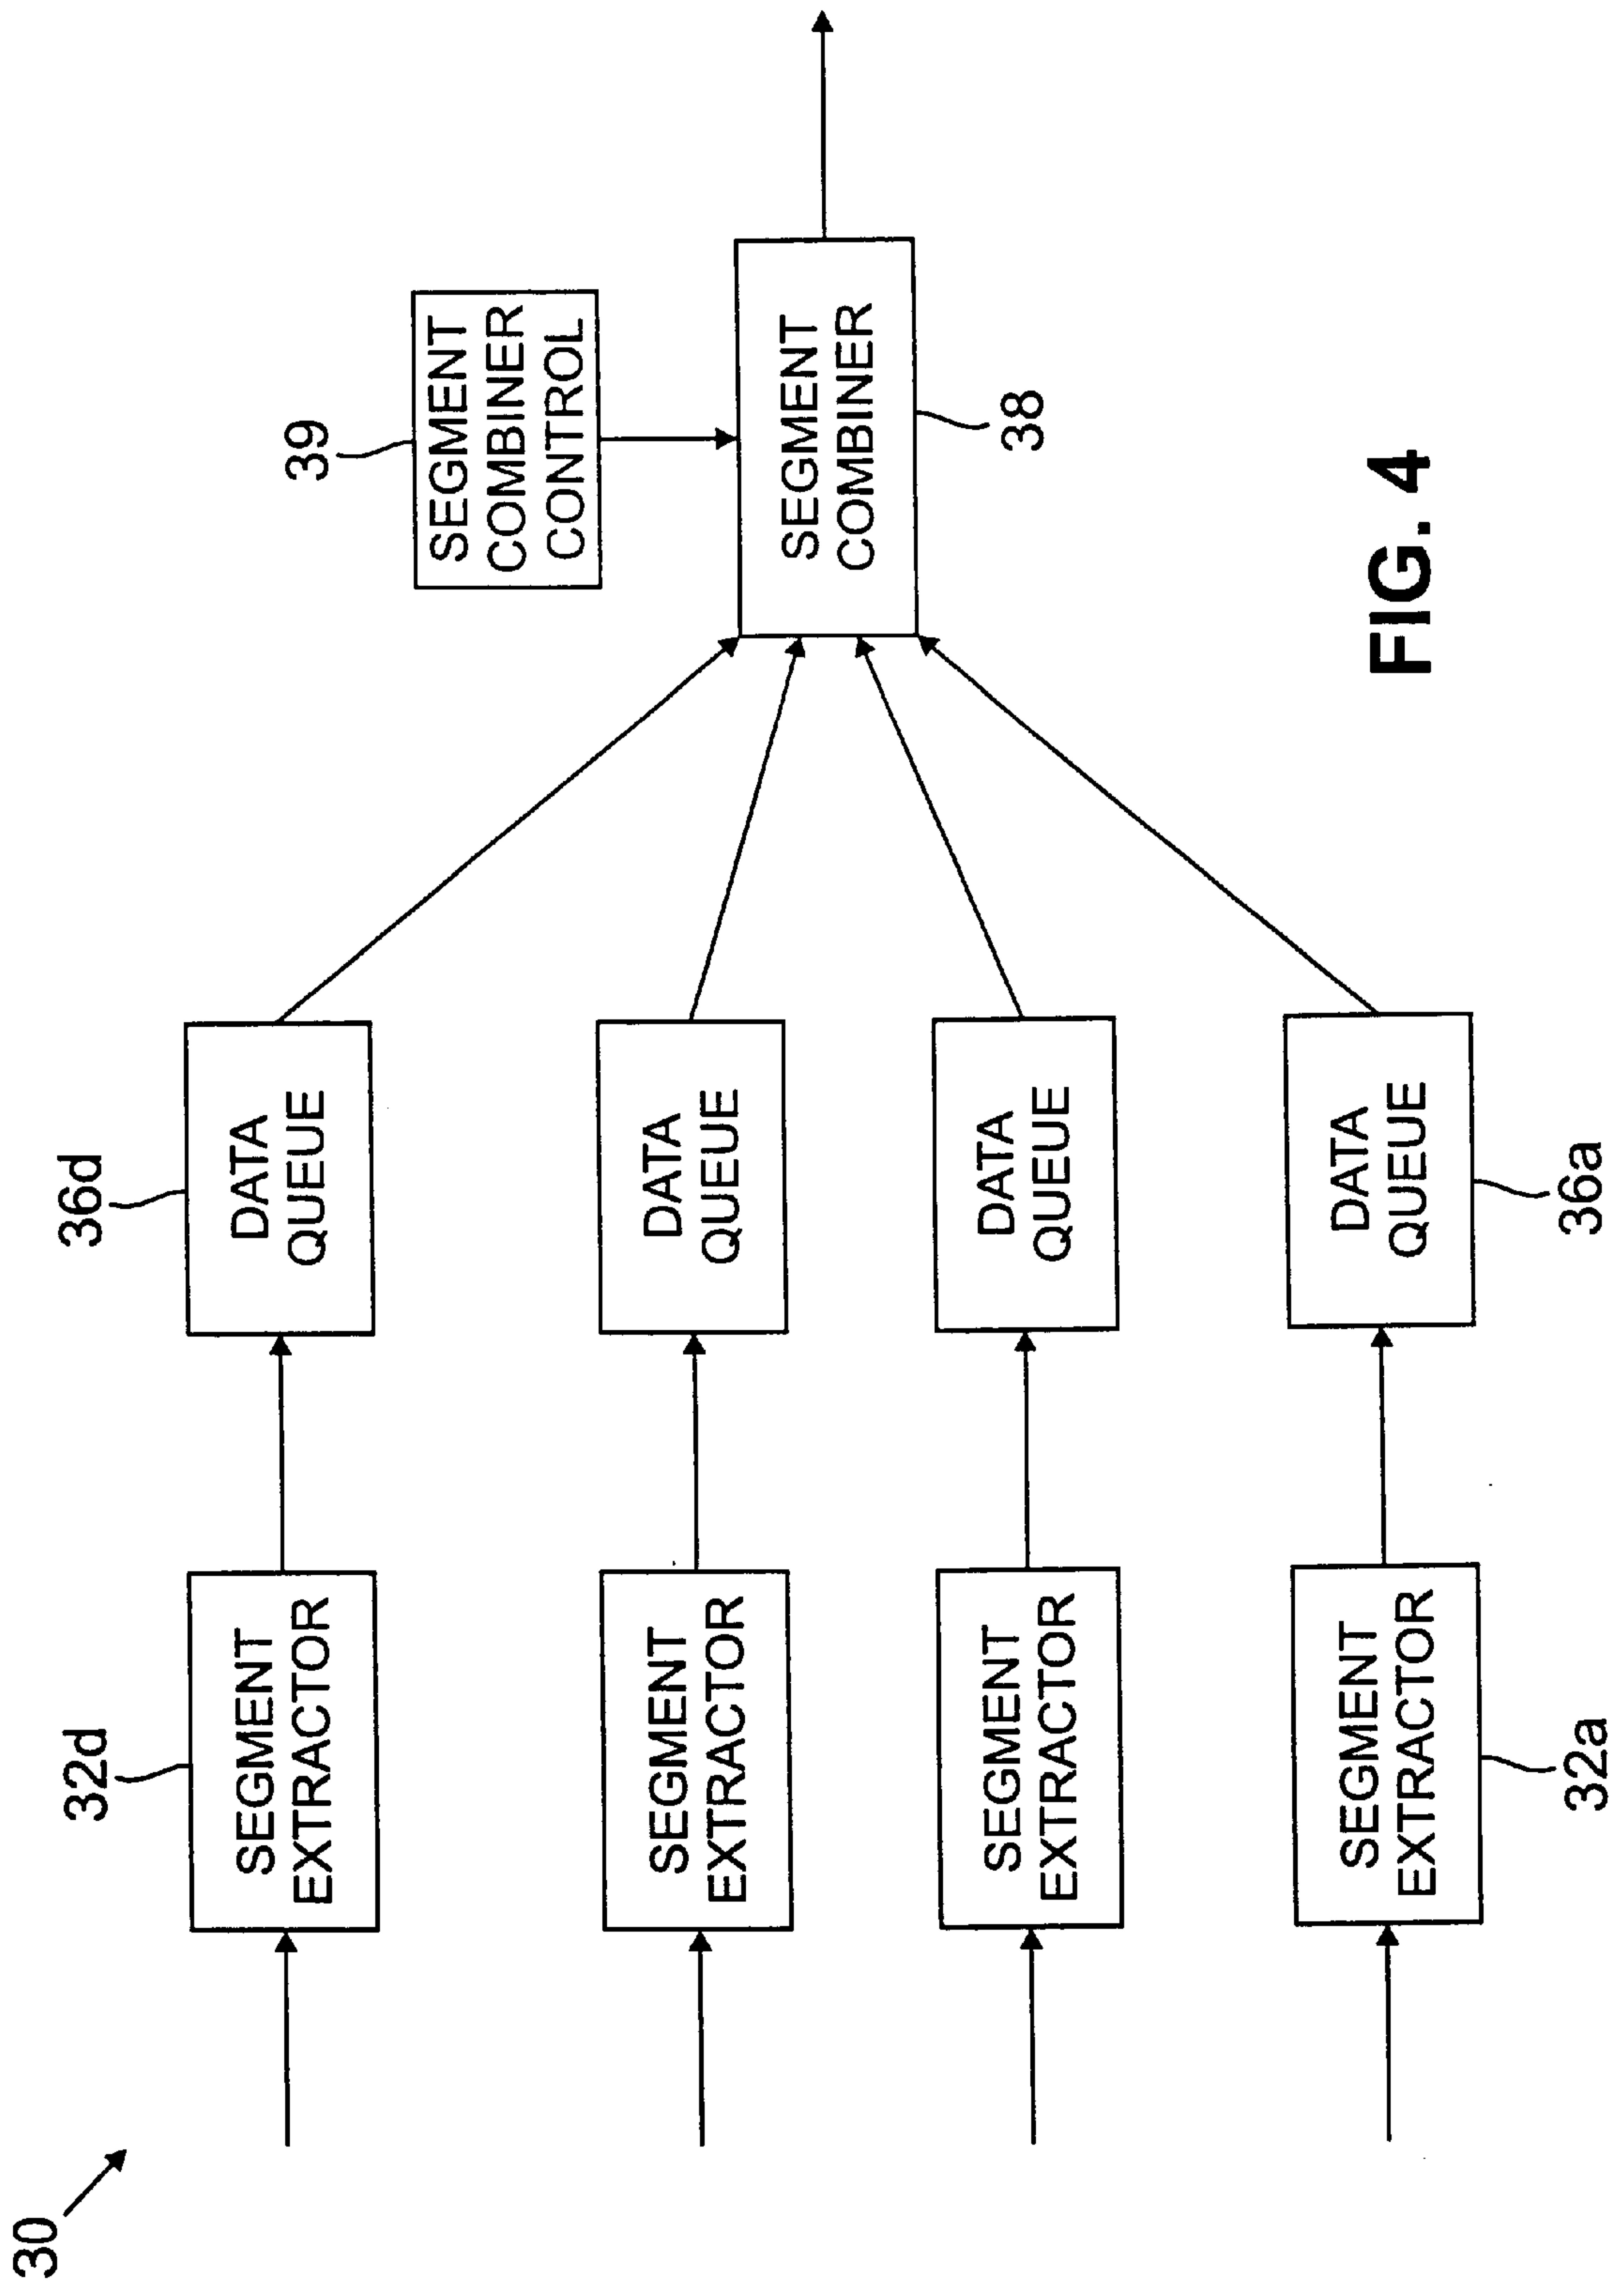 30
32d
SEGMENT
EXTRACTOR
36d
DATA
QUEUE
SEGMENT
EXTRACTOR
DATA
QUEUE
SEGMENT
EXTRACTOR
DATA
QUEUE
SEGMENT
EXTRACTOR
32a
DATA
QUEUE
36a
39
SEGMENT
COMBINER
CONTROL
SEGMENT
COMBINER
38
FIG. 4